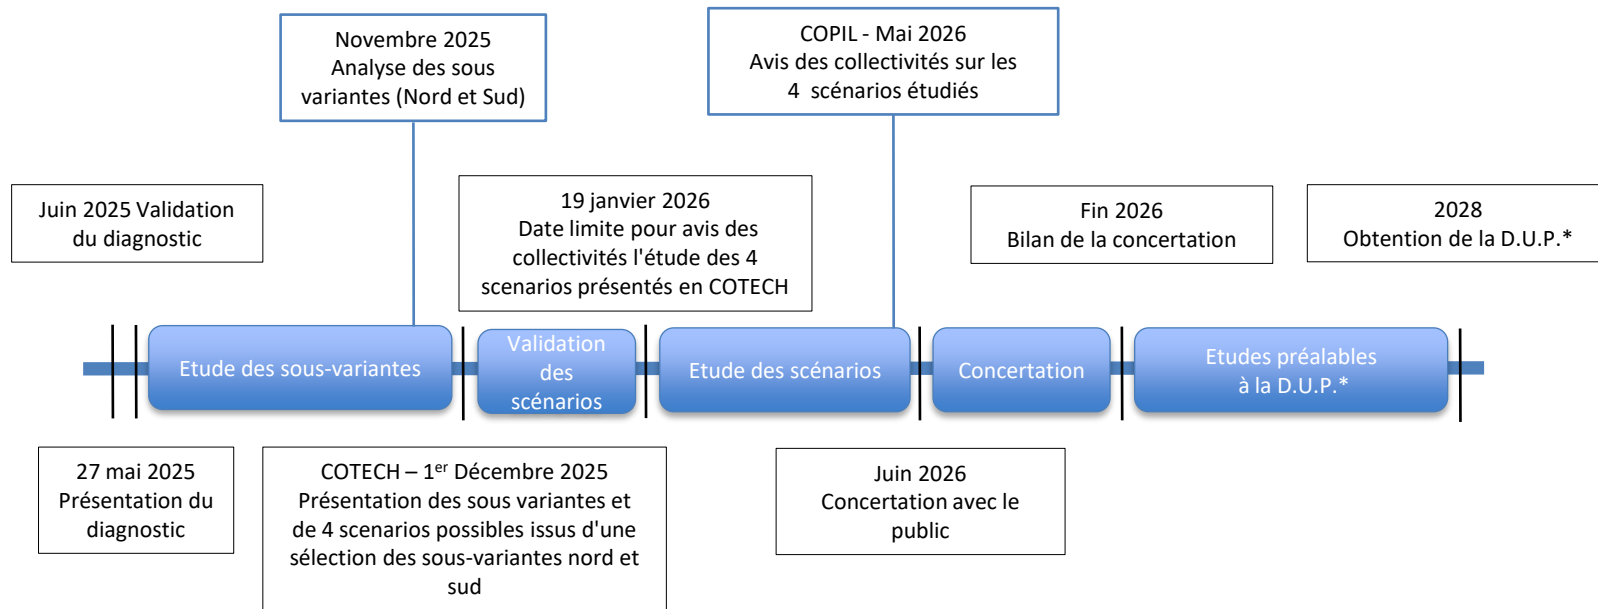 Novembre 2025
Analyse des sous
variantes (Nord et Sud)
COPIL - Mai 2026
Avis des collectivités sur les
4 scénarios étudiés
Juin 2025 Validation
du diagnostic
19 janvier 2026
Date limite pour avis des
collectivités l'étude des 4
scenarios présentés en COTECH
Fin 2026
Bilan de la concertation
2028
Obtention de la D.U.P.*
Etude des sous-variantes
Validation
des
scénarios
Etude des scénarios
Concertation
Etudes préalables
à la D.U.P.*
27 mai 2025
Présentation du
diagnostic
COTECH – 1er Décembre 2025
Présentation des sous variantes et
de 4 scenarios possibles issus d'une
sélection des sous-variantes nord et
sud
Juin 2026
Concertation avec le
public